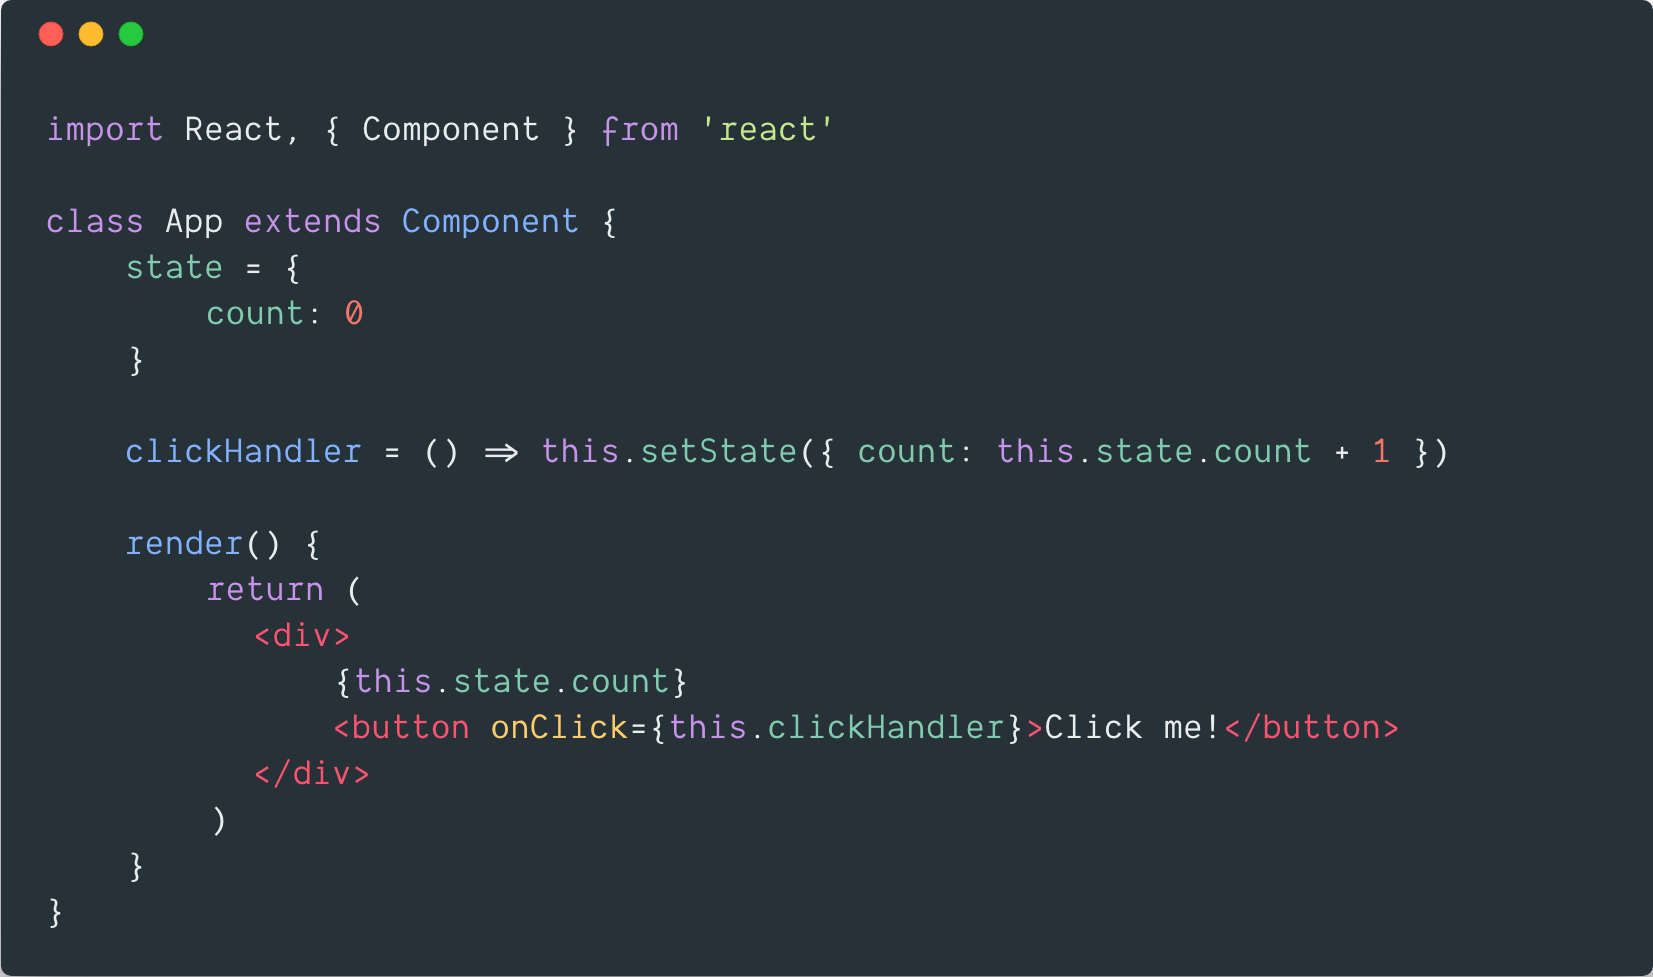 import React, { Component } from 'react'
class App extends Component {
state = {
count: 0
}
clickHandler = () => this.setState({ count: this.state.count + 1 })
render() {
return (
<div>
{this.state.count}
<button onClick={this.clickHandler}>Click me!</button>
</div>
)
}
}